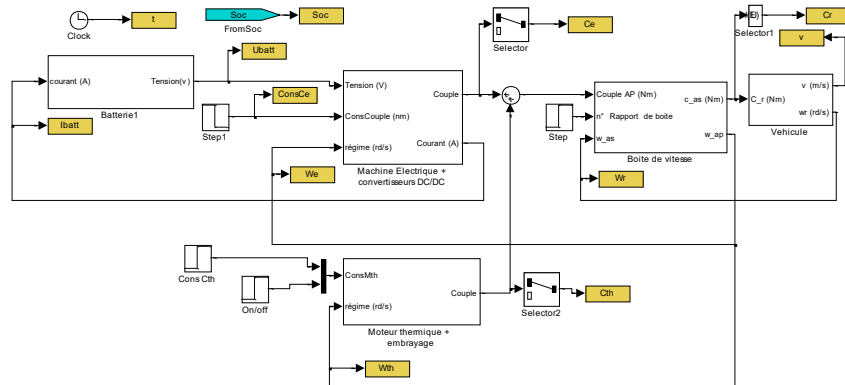 Clock
t
Soc
FromSoc
Soc
Selector
Ce
Selector1
Cr
v
Ubatt
courant (A)
Tension(v)
Batterie1
Ibatt
ConsCe
Step1
Tension (V)
ConsCouple (nm)
régime (rd/s)
Couple
Courant (A)
Machine Electrique +
convertisseurs DC/DC
We
Step
Couple AP (Nm)
n° Rapport de boite
w_as
c_as (Nm)
w_ap
Boite de vitesse
Wr
C_r (Nm)
v (m/s)
wr (rd/s)
Vehicule
Cons Cth
On/off
ConsMth
régime (rd/s)
Couple
Moteur thermique +
embrayage
Selector2
Cth
Wth